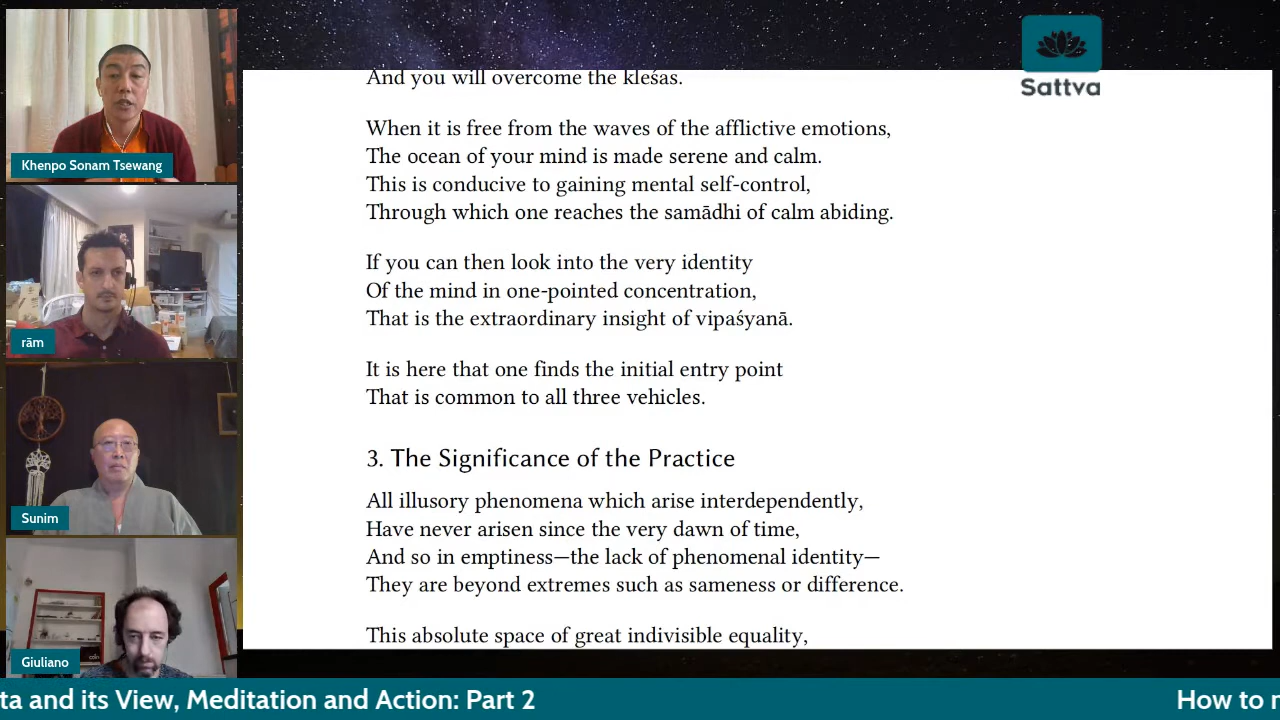 Sattva
Khenpo Sonam Tsewang
rām
Sunim
Giuliano
And you will overcome the kleśas.
When it is free from the waves of the afflictive emotions,
The ocean of your mind is made serene and calm.
This is conducive to gaining mental self-control,
Through which one reaches the samādhi of calm abiding.
If you can then look into the very identity
Of the mind in one-pointed concentration,
That is the extraordinary insight of vipaśyanā.
It is here that one finds the initial entry point
That is common to all three vehicles.
3. The Significance of the Practice
All illusory phenomena which arise interdependently,
Have never arisen since the very dawn of time,
And so in emptiness—the lack of phenomenal identity—
They are beyond extremes such as sameness or difference.
This absolute space of great indivisible equality,
ta and its View, Meditation and Action: Part 2
How to